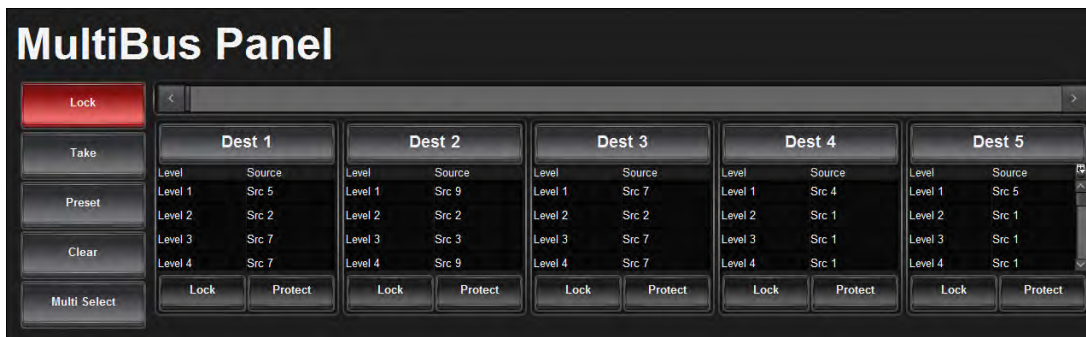 MultiBus Panel
Lock
Take
Preset
Clear
Multi Select
Dest 1
Level Source
Level 1 Src 5
Level 2 Src 2
Level 3 Src 7
Level 4 Src 7
Lock Protect
Dest 2
Level Source
Level 1 Src 9
Level 2 Src 2
Level 3 Src 3
Level 4 Src 9
Lock Protect
Dest 3
Level Source
Level 1 Src 7
Level 2 Src 2
Level 3 Src 7
Level 4 Src 7
Lock Protect
Dest 4
Level Source
Level 1 Src 4
Level 2 Src 1
Level 3 Src 1
Level 4 Src 1
Lock Protect
Dest 5
Level Source
Level 1 Src 5
Level 2 Src 1
Level 3 Src 1
Level 4 Src 1
Lock Protect